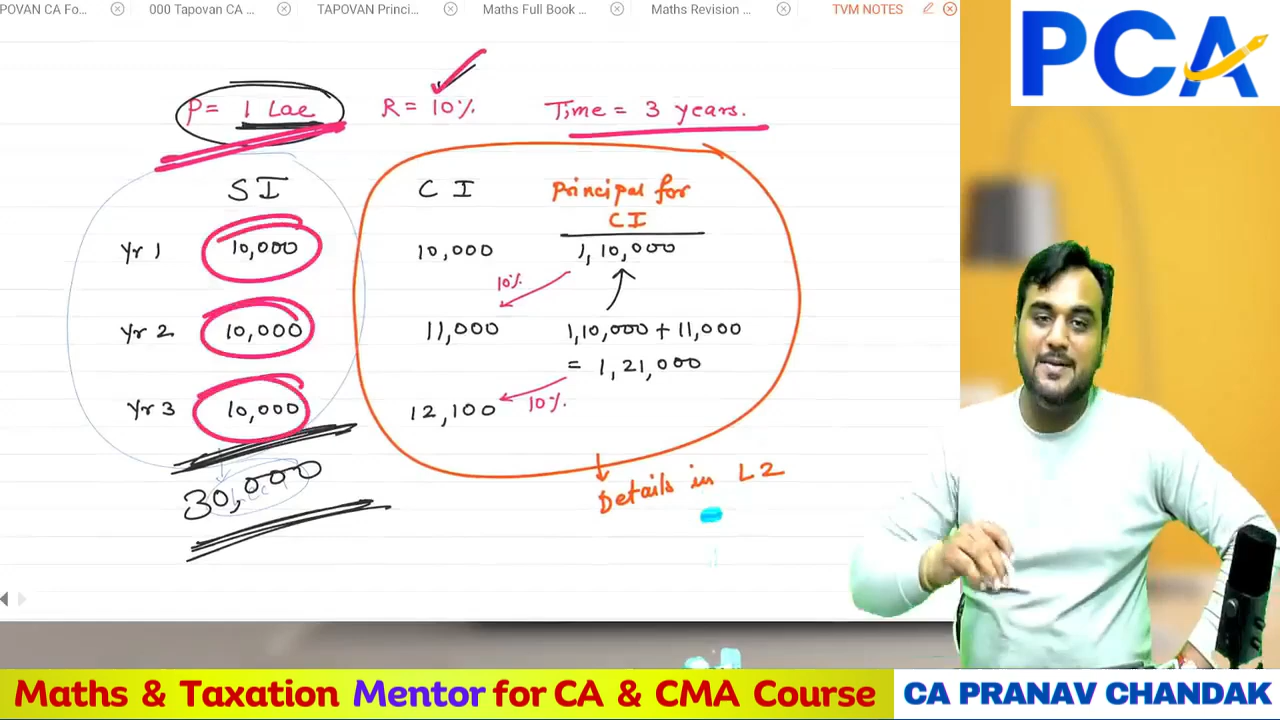 POVAN CA Fo... 000 Tapovan CA ... TAPOVAN Princi... Maths Full Book ... Maths Revision ... TVM NOTES
PCA
P= 1 Lac R= 10% Time = 3 years.
SI CI Principal for
CI
Yr 1 10,000 10,000 1,10,000
10%
Yr 2 10,000 11,000 1,10,000 + 11,000
= 1,21,000
Yr 3 10,000 12,100 10%.
30,000 Details in L2
Maths & Taxation Mentor for CA & CMA Course
CA PRANAV CHANDAK